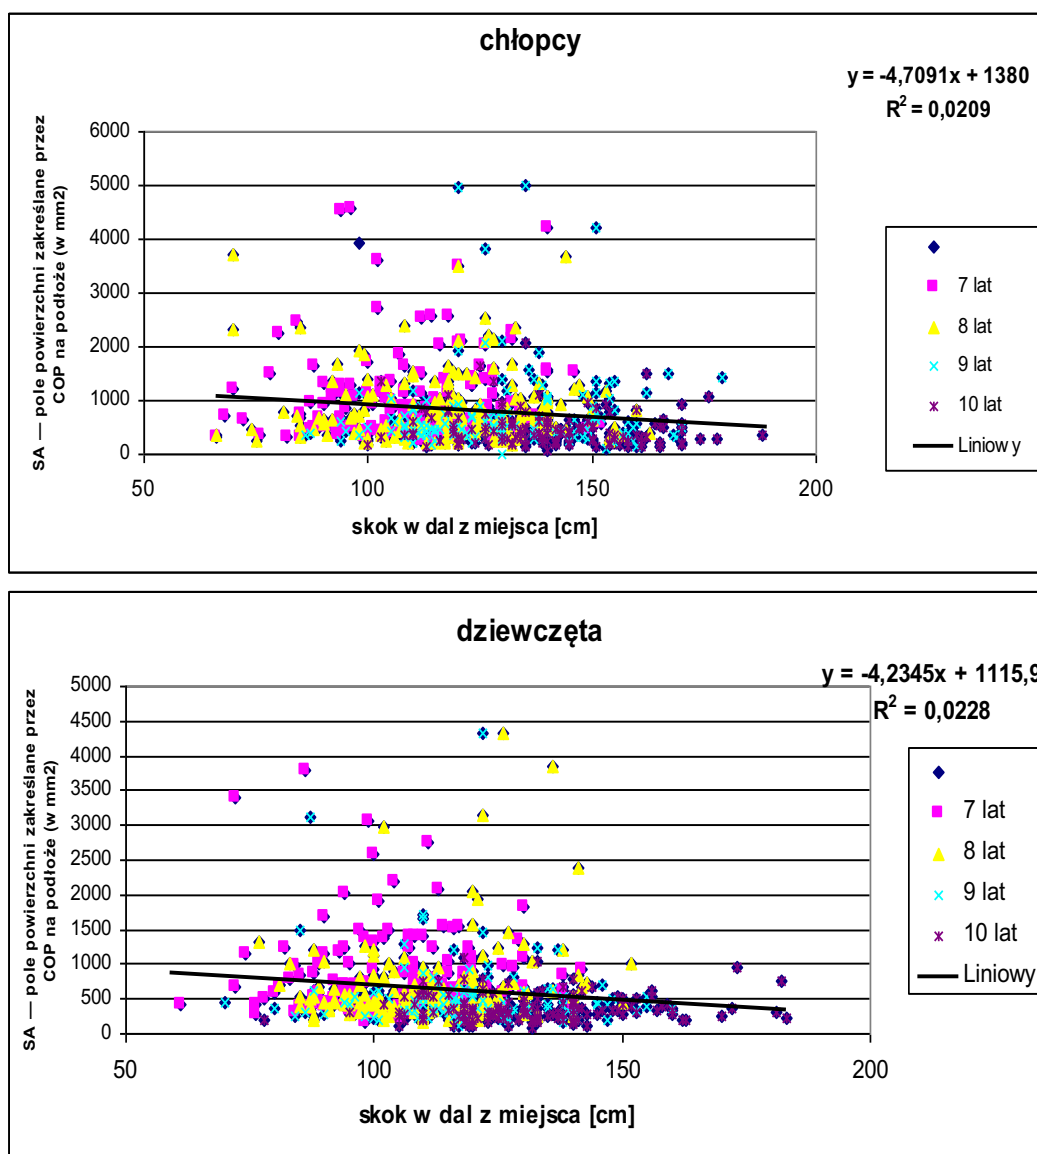 chłopcy
y = -4,7091x + 1380
R² = 0,0209
SA — pole powierzchni zakreślane przez
COP na podłoże (w mm2)
6000
5000
4000
3000
2000
1000
0
50
100
150
200
skok w dal z miejsca [cm]
7 lat
8 lat
9 lat
10 lat
Liniowy
dziewczęta
y = -4,2345x + 1115,9
R² = 0,0228
SA — pole powierzchni zakreślane przez
COP na podłoże (w mm2)
5000
4500
4000
3500
3000
2500
2000
1500
1000
500
0
50
100
150
200
skok w dal z miejsca [cm]
7 lat
8 lat
9 lat
10 lat
Liniowy